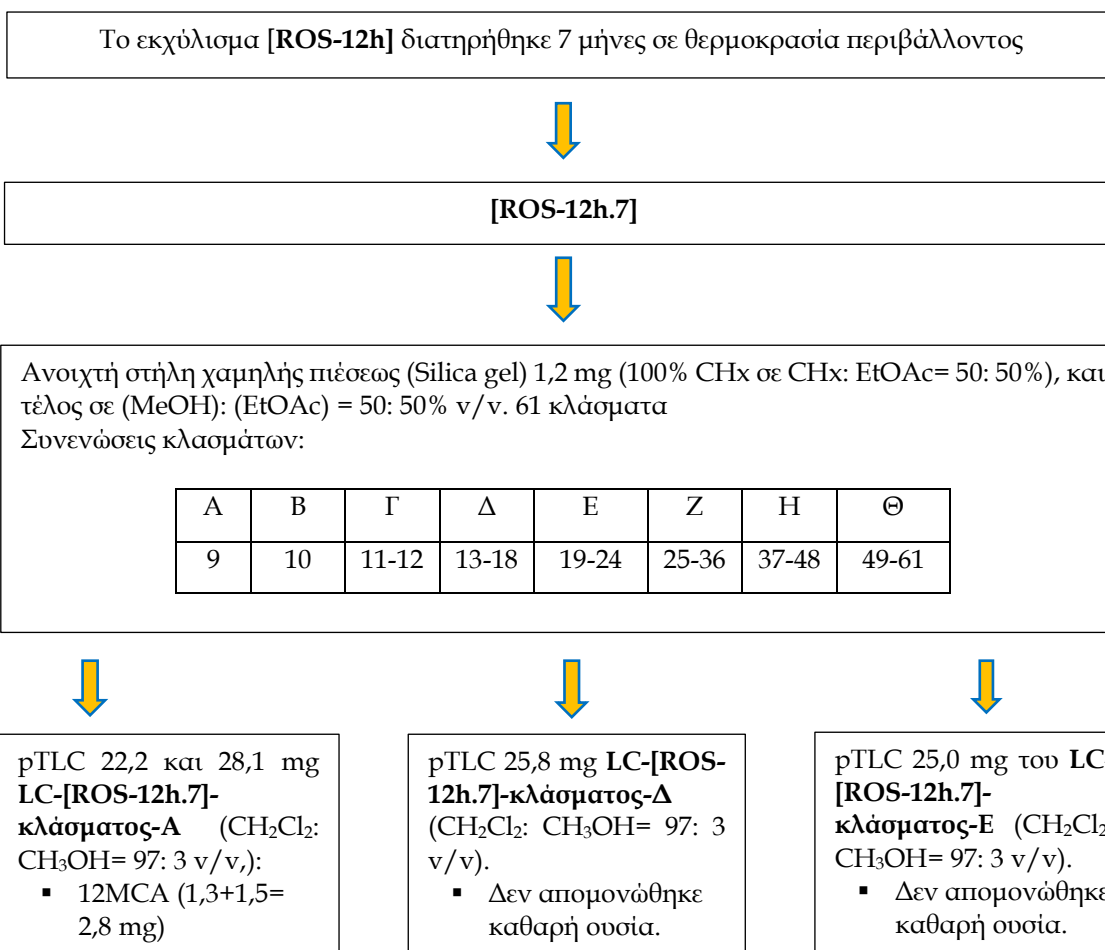 Το εκχύλισμα [ROS-12h] διατηρήθηκε 7 μήνες σε θερμοκρασία περιβάλλοντος
[ROS-12h.7]
Ανοιχτή στήλη χαμηλής πιέσεως (Silica gel) 1,2 mg (100% CHx σε CHx: EtOAc= 50: 50%), και
τέλος σε (MeOH): (EtOAc) = 50: 50% v/v. 61 κλάσματα
Συνενώσεις κλασμάτων:
Α Β Γ Δ Ε Ζ Η Θ
9 10 11-12 13-18 19-24 25-36 37-48 49-61
pTLC 22,2 και 28,1 mg
LC-[ROS-12h.7]-
κλάσματος-Α (CH₂Cl₂:
CH₃OH= 97: 3 v/v,):
▪ 12MCA (1,3+1,5=
2,8 mg)
pTLC 25,8 mg LC-[ROS-
12h.7]-κλάσματος-Δ
(CH₂Cl₂: CH₃OH= 97: 3
v/v).
▪ Δεν απομονώθηκε
καθαρή ουσία.
pTLC 25,0 mg του LC-
[ROS-12h.7]-
κλάσματος-Ε (CH₂Cl₂
CH₃OH= 97: 3 v/v).
▪ Δεν απομονώθηκε
καθαρή ουσία.